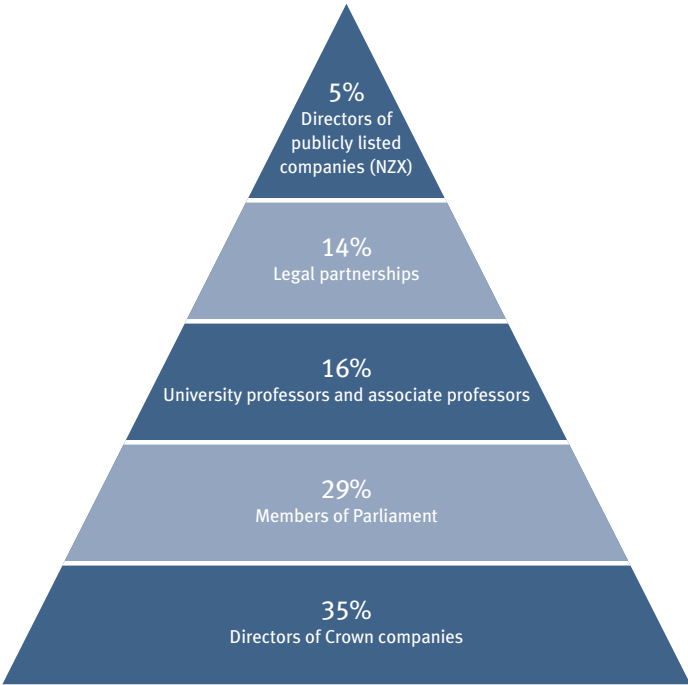 5%
Directors of
publicly listed
companies (NZX)
14%
Legal partnerships
16%
University professors and associate professors
29%
Members of Parliament
35%
Directors of Crown companies